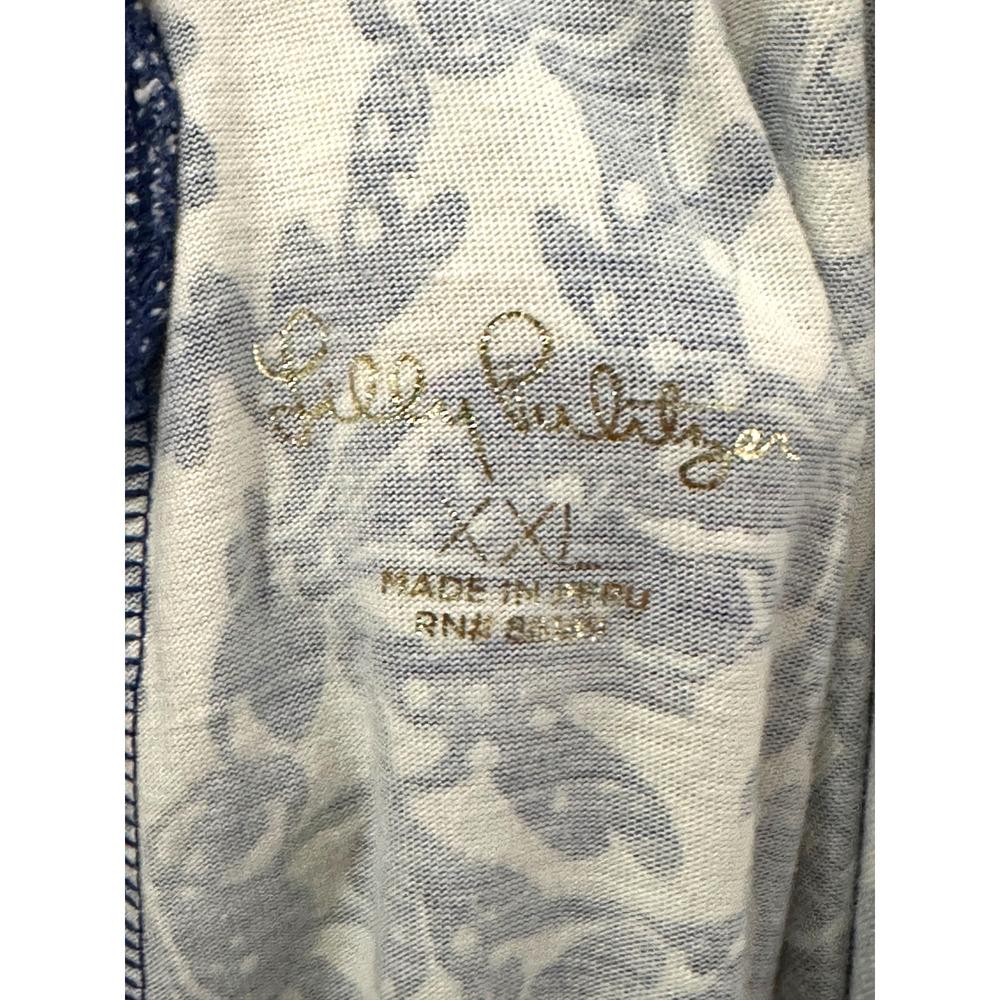 Lilly Pulitzer
XXL
MADE IN PERU
RN#